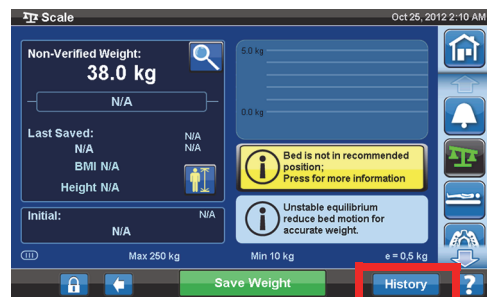 Scale
Oct 25, 2012 2:10 AM
Non-Verified Weight:
38.0 kg
N/A
Last Saved: N/A
N/A N/A
BMI N/A
Height N/A
Initial: N/A
N/A
5.0 kg
0.0 kg
Bed is not in recommended
position;
Press for more information
Unstable equilibrium
reduce bed motion for
accurate weight.
Max 250 kg Min 10 kg e = 0,5 kg
Save Weight
History
?